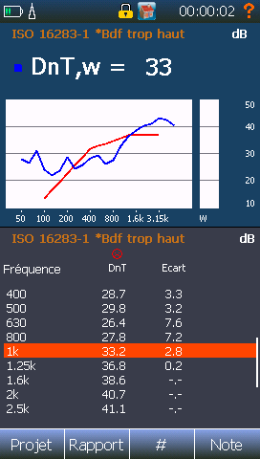 00:00:02 ?
ISO 16283-1 *Bdf trop haut dB
DnT,w = 33
50
40
30
20
10
50 100 200 400 800 1.6k 3.15k W
ISO 16283-1 *Bdf trop haut dB
Fréquence DnT Ecart
400 28.7 3.3
500 29.8 3.2
630 26.4 7.6
800 27.8 7.2
1k 33.2 2.8
1.25k 36.8 0.2
1.6k 38.6 -.-
2k 40.7 -.-
2.5k 41.1 -.-
Projet Rapport # Note